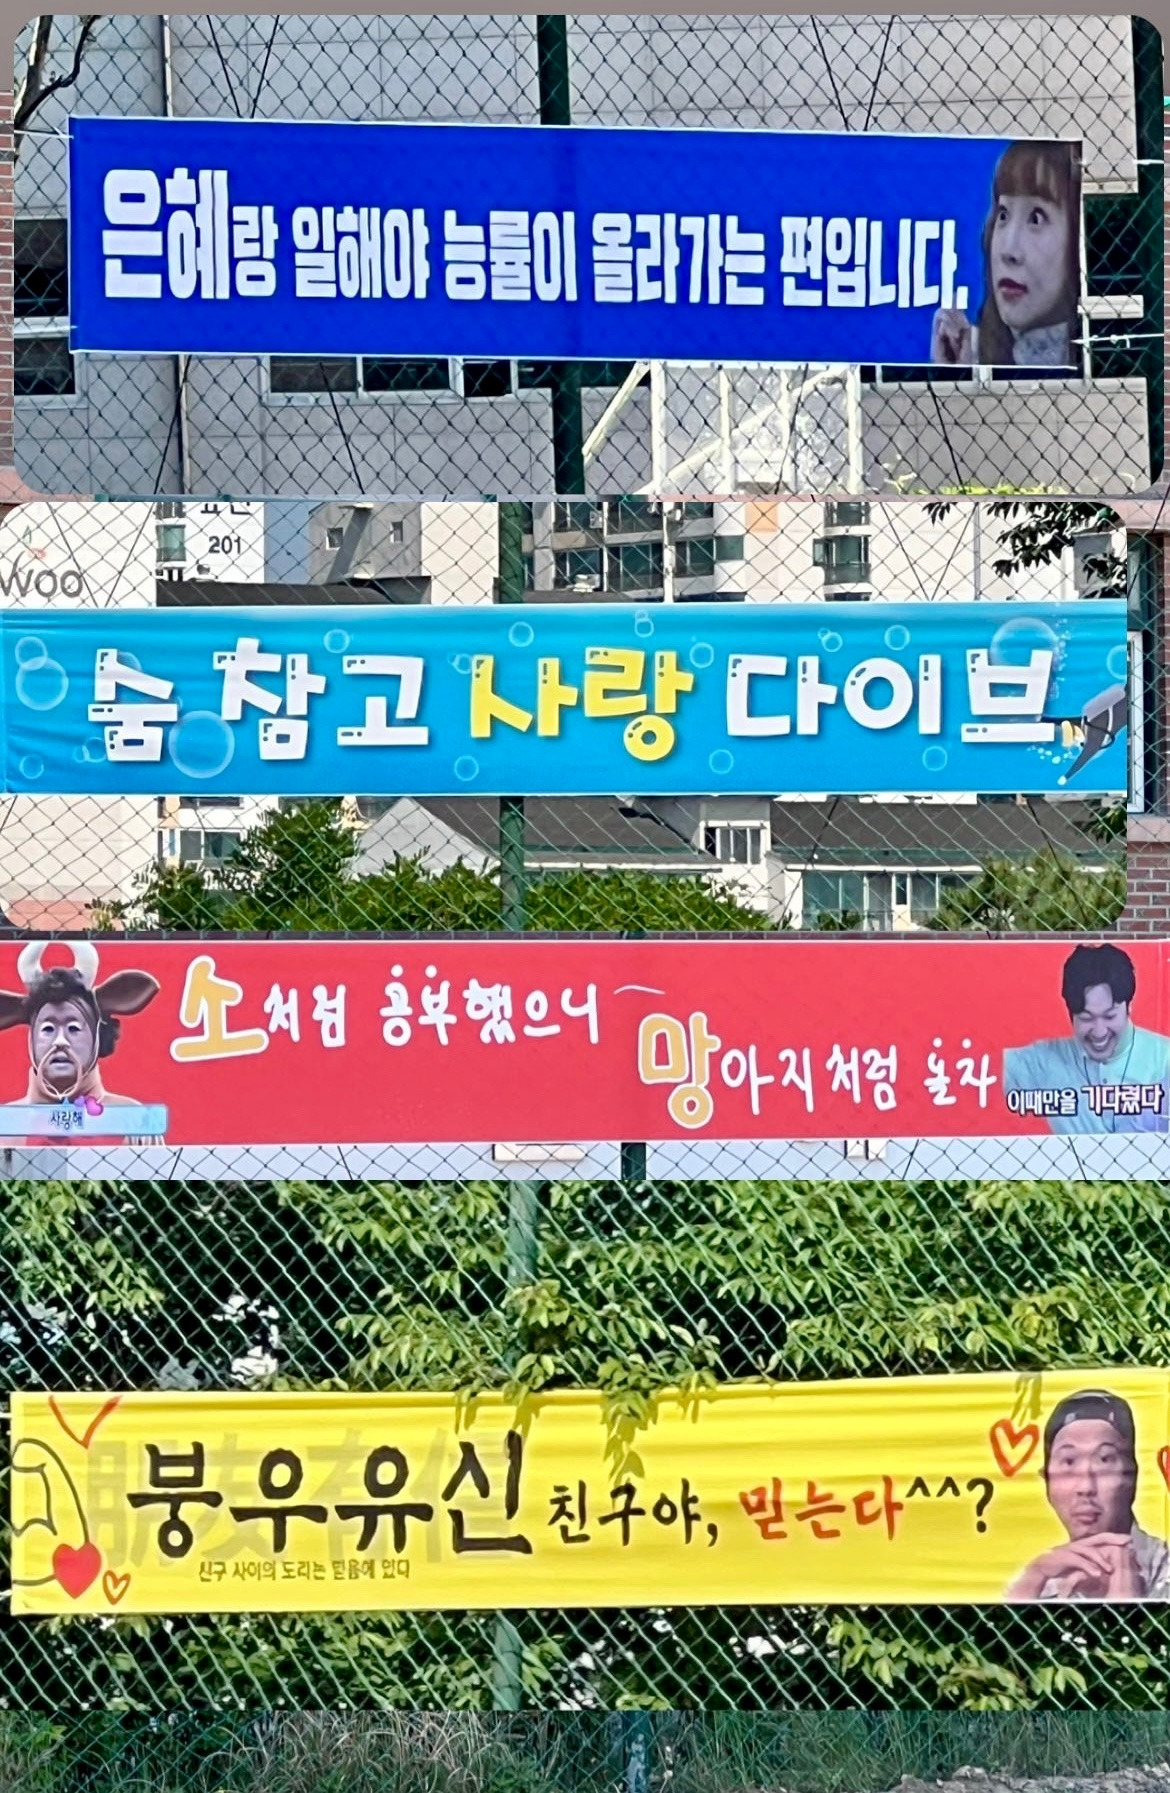 은혜랑 일해야 능률이 올라가는 편입니다.
woo
201
숨 참고 사랑 다이브
소처럼 공부했으니
망아지처럼 놀자
사랑해
이때만을 기다렸다
朋友有信
붕우유신 친구야, 믿는다^^?
친구 사이의 도리는 믿음에 있다